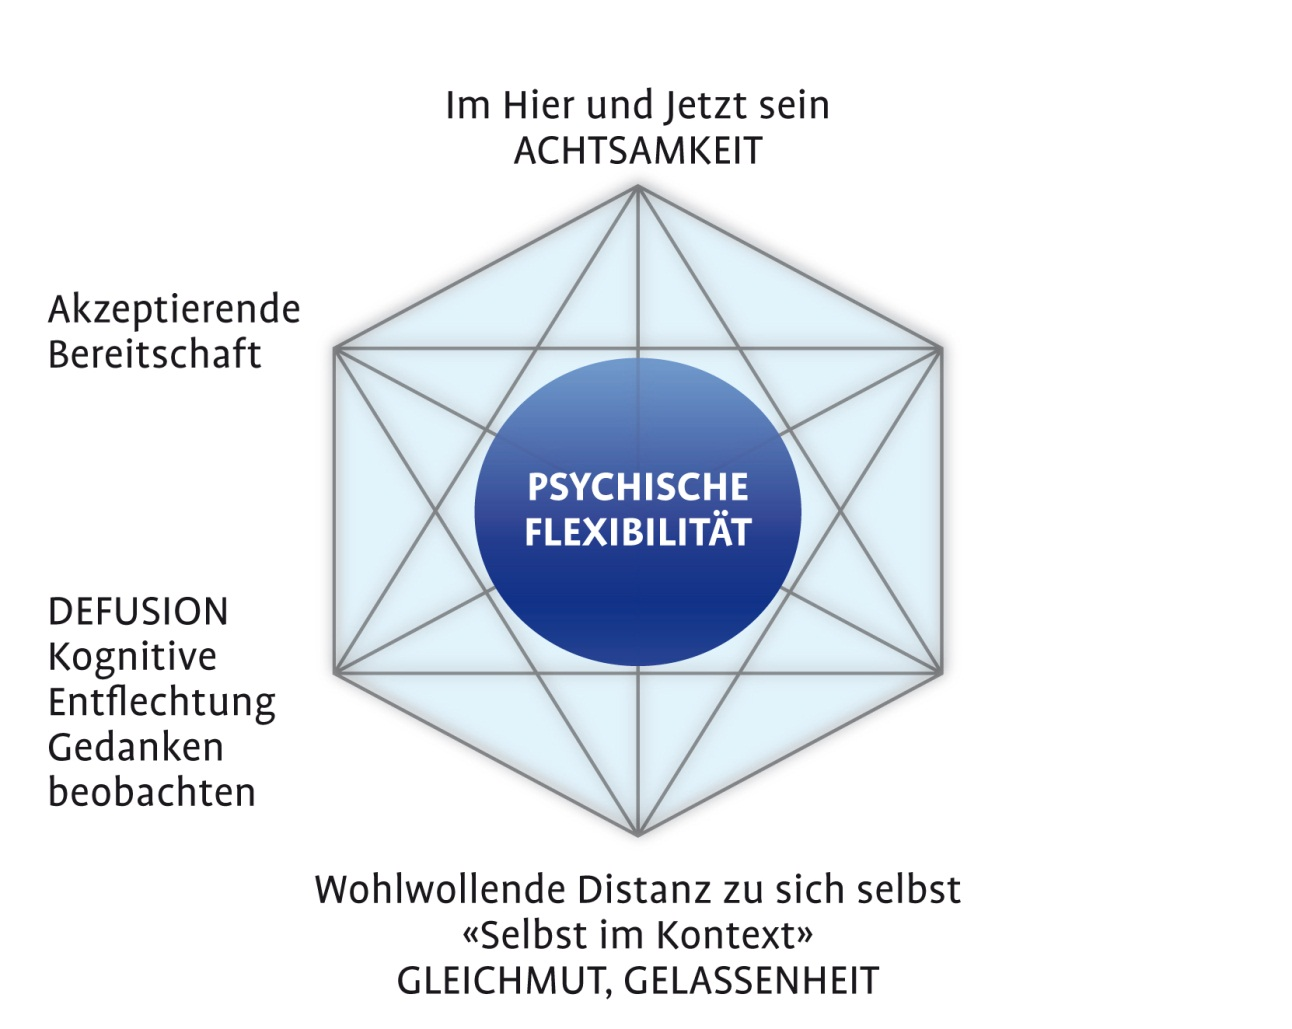 Im Hier und Jetzt sein
ACHTSAMKEIT
Akzeptierende
Bereitschaft
PSYCHISCHE
FLEXIBILITÄT
DEFUSION
Kognitive
Entflechtung
Gedanken
beobachten
Wohlwollende Distanz zu sich selbst
«Selbst im Kontext»
GLEICHMUT, GELASSENHEIT